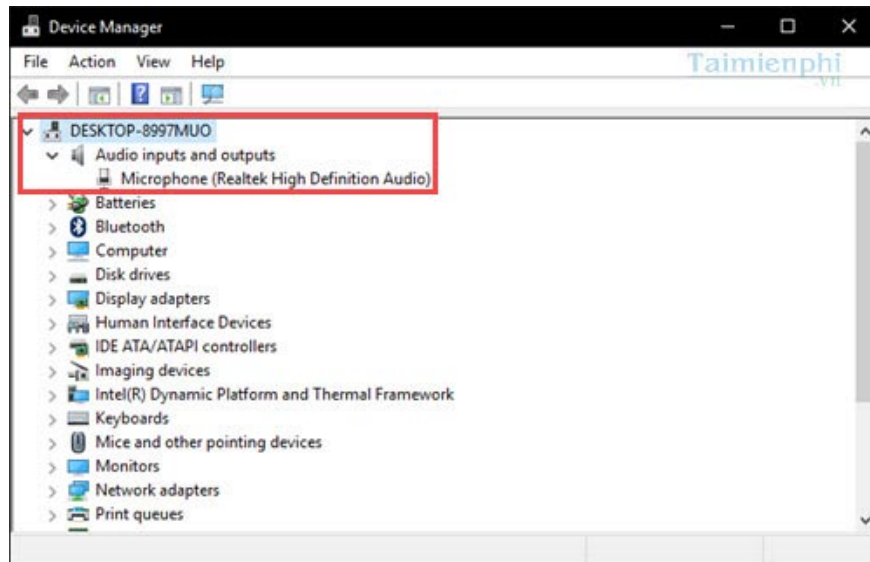 Device Manager
File Action View Help
Taimienphi
.vn
DESKTOP-8997MUO
Audio inputs and outputs
Microphone (Realtek High Definition Audio)
Batteries
Bluetooth
Computer
Disk drives
Display adapters
Human Interface Devices
IDE ATA/ATAPI controllers
Imaging devices
Intel(R) Dynamic Platform and Thermal Framework
Keyboards
Mice and other pointing devices
Monitors
Network adapters
Print queues